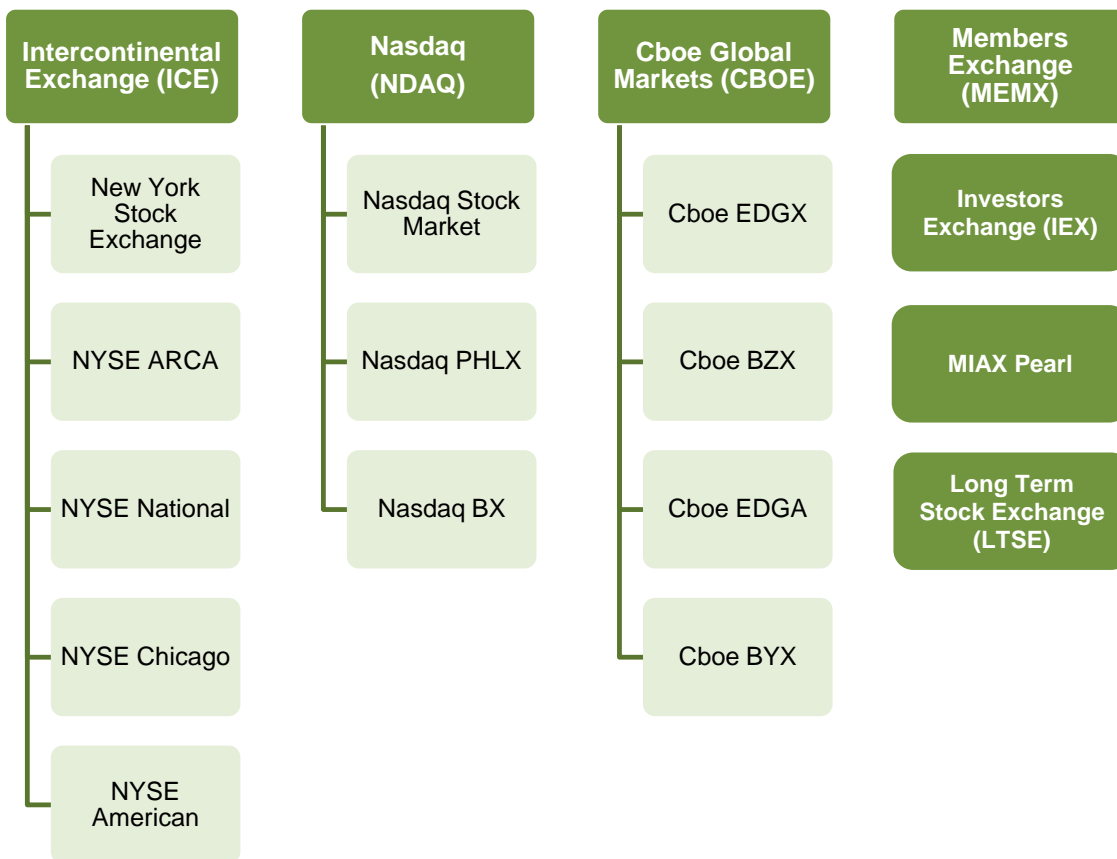 Intercontinental
Exchange (ICE)
New York
Stock
Exchange
NYSE ARCA
NYSE National
NYSE Chicago
NYSE
American
Nasdaq
(NDAQ)
Nasdaq Stock
Market
Nasdaq PHLX
Nasdaq BX
Cboe Global
Markets (CBOE)
Cboe EDGX
Cboe BZX
Cboe EDGA
Cboe BYX
Members
Exchange
(MEMX)
Investors
Exchange (IEX)
MIAX Pearl
Long Term
Stock Exchange
(LTSE)